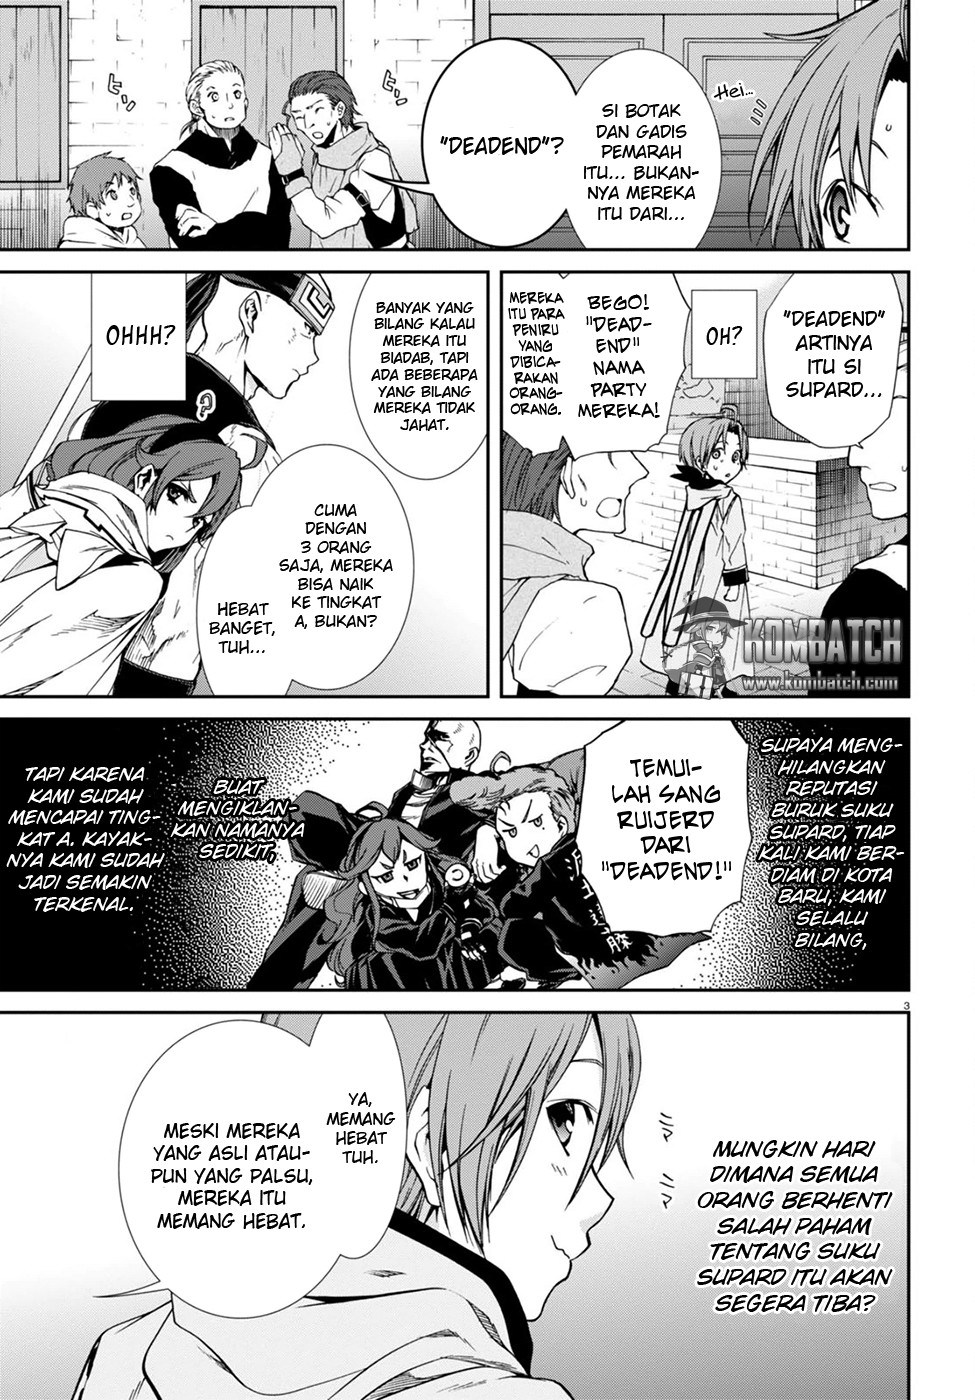 Hei...
SI BOTAK
DAN GADIS
PEMARAH
ITU... BUKAN-
NYA MEREKA
ITU DARI...
"DEADEND"?
"DEADEND"
ARTINYA
ITU SI
SUPARD...
OH?
BEGO!
"DEAD-
END"
NAMA
PARTY
MEREKA!
MEREKA
ITU PARA
PENIRU
YANG
DIBICA-
RAKAN
ORANG-
ORANG.
BANYAK YANG
BILANG KALAU
MEREKA ITU
BIADAB, TAPI
ADA BEBERAPA
YANG BILANG
MEREKA TIDAK
JAHAT.
OHHH?
CUMA
DENGAN
3 ORANG
SAJA, MEREKA
BISA NAIK
KE TINGKAT
A, BUKAN?
HEBAT
BANGET,
TUH...
KOMBATCH
www.kombatch.com
SUPAYA MENG-
HILANGKAN
REPUTASI
BURUK SUKU
SUPARD, TIAP
KALI KAMI BER-
DIAM DI KOTA
BARU, KAMI
SELALU
BILANG,
TEMUI-
LAH SANG
RUIJERD
DARI
"DEADEND!"
BUAT
MENGIKLAN-
KAN NAMANYA
SEDIKIT,
TAPI KARENA
KAMI SUDAH
MENCAPAI TING-
KAT A. KAYAK-
NYA KAMI SUDAH
JADI SEMAKIN
TERKENAL.
3
YA,
MEMANG
HEBAT
TUH.
MESKI MEREKA
YANG ASLI ATAU-
PUN YANG PALSU,
MEREKA ITU
MEMANG HEBAT.
MUNGKIN HARI
DIMANA SEMUA
ORANG BERHENTI
SALAH PAHAM
TENTANG SUKU
SUPARD ITU AKAN
SEGERA TIBA?